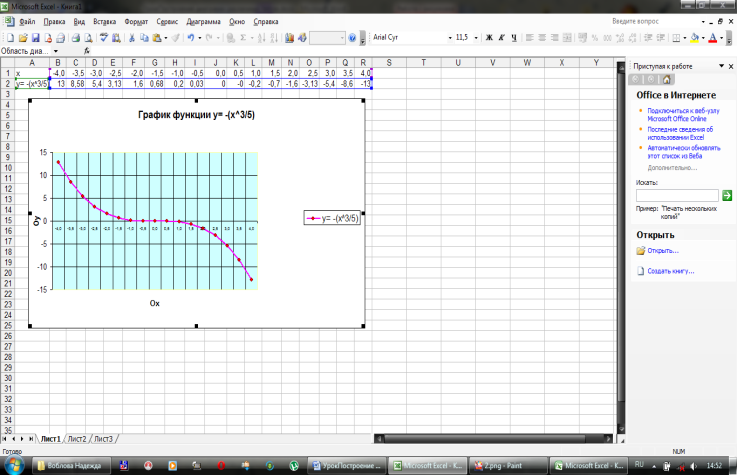 Microsoft Excel - Книга1
Файл Правка Вид Вставка Формат Сервис Диаграмма Окно Справка
Введите вопрос
Arial Cyr 11,5 Ж К Ч
Область диа... fx
A B C D E F G H I J K L M N O P Q R S T U V W X Y
1 x -4,0 -3,5 -3,0 -2,5 -2,0 -1,5 -1,0 -0,5 0,0 0,5 1,0 1,5 2,0 2,5 3,0 3,5 4,0
2 y= -(x^3/5) 13 8,58 5,4 3,13 1,6 0,68 0,2 0,03 0 -0 -0,2 -0,7 -1,6 -3,13 -5,4 -8,6 -13
3
4
5
6
7
8
9
10
11
12
13
14
15
16
17
18
19
20
21
22
23
24
25
26
27
28
29
30
31
32
33
34
35
График функции y= -(x^3/5)
15
10
5
0
-5
-10
-15
Oy
-4,0 -3,5 -3,0 -2,5 -2,0 -1,5 -1,0 -0,5 0,0 0,5 1,0 1,5 2,0 2,5 3,0 3,5 4,0
Ox
y= -(x^3/5)
Приступая к работе
Office в Интернете
Подключиться к веб-узлу
Microsoft Office Online
Последние сведения об
использовании Excel
Автоматически обновлять
этот список из Веба
Дополнительно...
Искать:
Пример: "Печать нескольких
копий"
Открыть
Открыть...
Создать книгу...
Лист1 Лист2 Лист3
Готово
NUM
Воблова Надежда
УрокПостроение ...
Microsoft Excel - К...
2.png - Paint
Microsoft Excel - К...
RU
14:52